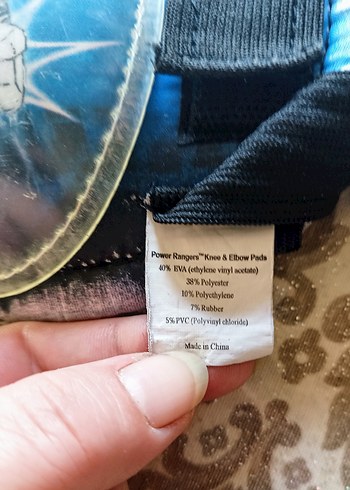 Power Rangers™ Knee & Elbow Pads
40% EVA (ethylene vinyl acetate)
38% Polyester
10% Polyethylene
7% Rubber
5% PVC (Polyvinyl chloride)
Made in China